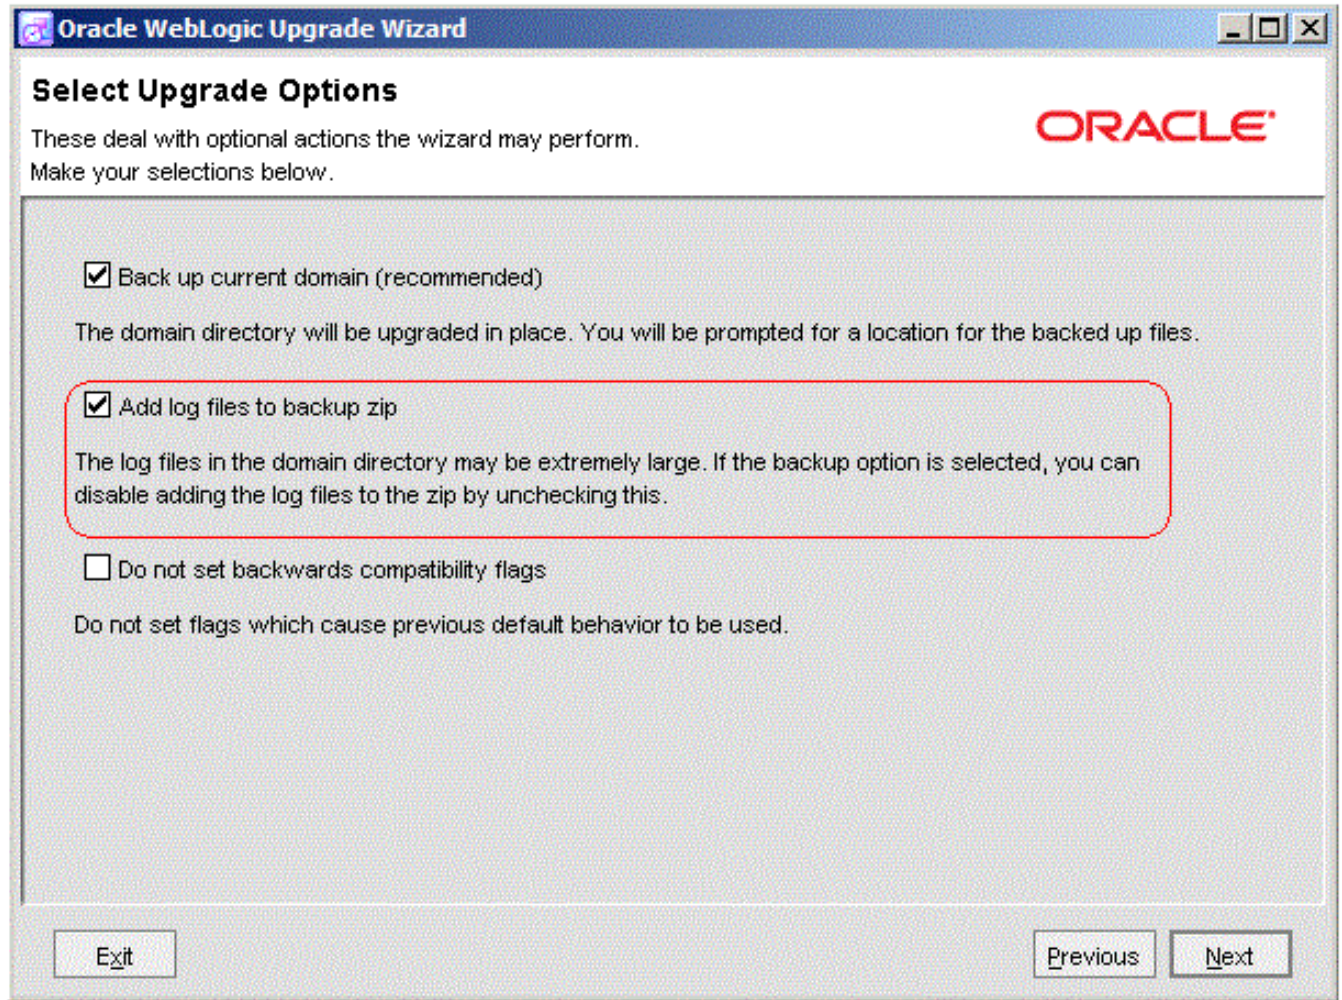 Oracle WebLogic Upgrade Wizard
Select Upgrade Options
These deal with optional actions the wizard may perform.
Make your selections below.
ORACLE
Back up current domain (recommended)
The domain directory will be upgraded in place. You will be prompted for a location for the backed up files.
Add log files to backup zip
The log files in the domain directory may be extremely large. If the backup option is selected, you can
disable adding the log files to the zip by unchecking this.
Do not set backwards compatibility flags
Do not set flags which cause previous default behavior to be used.
Exit
Previous
Next